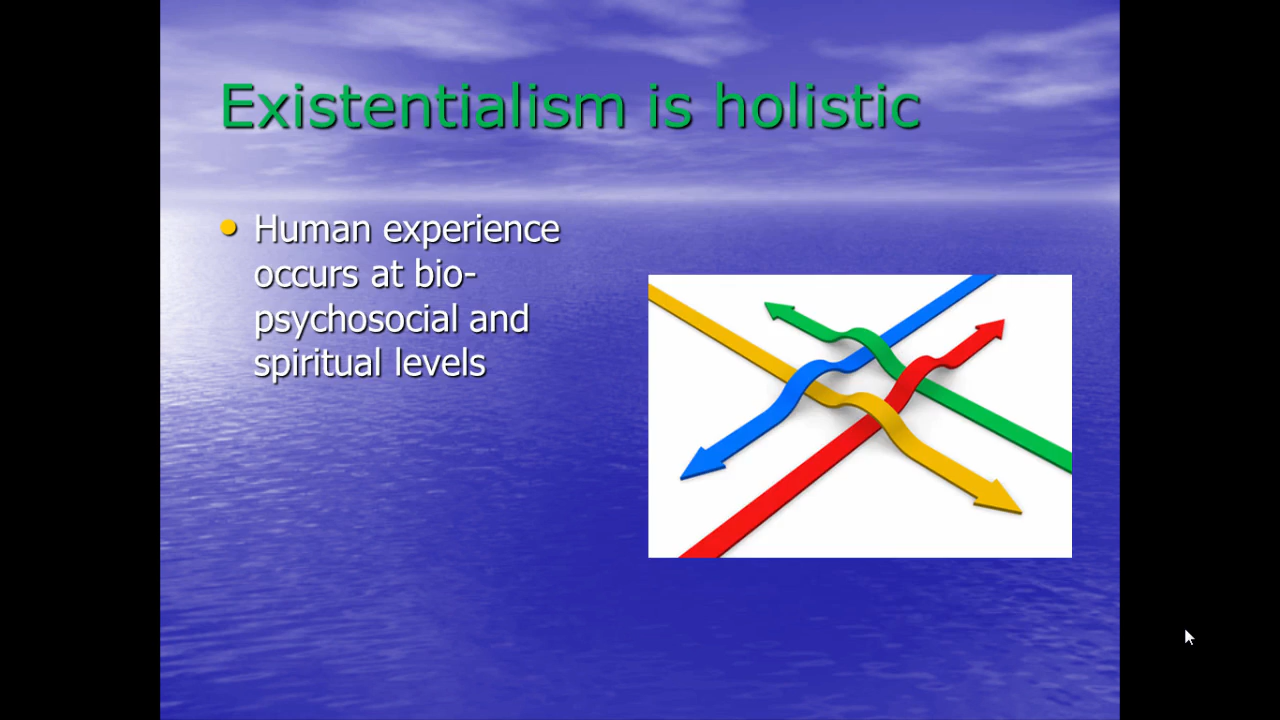 Existentialism is holistic
Human experience
occurs at bio-
psychosocial and
spiritual levels